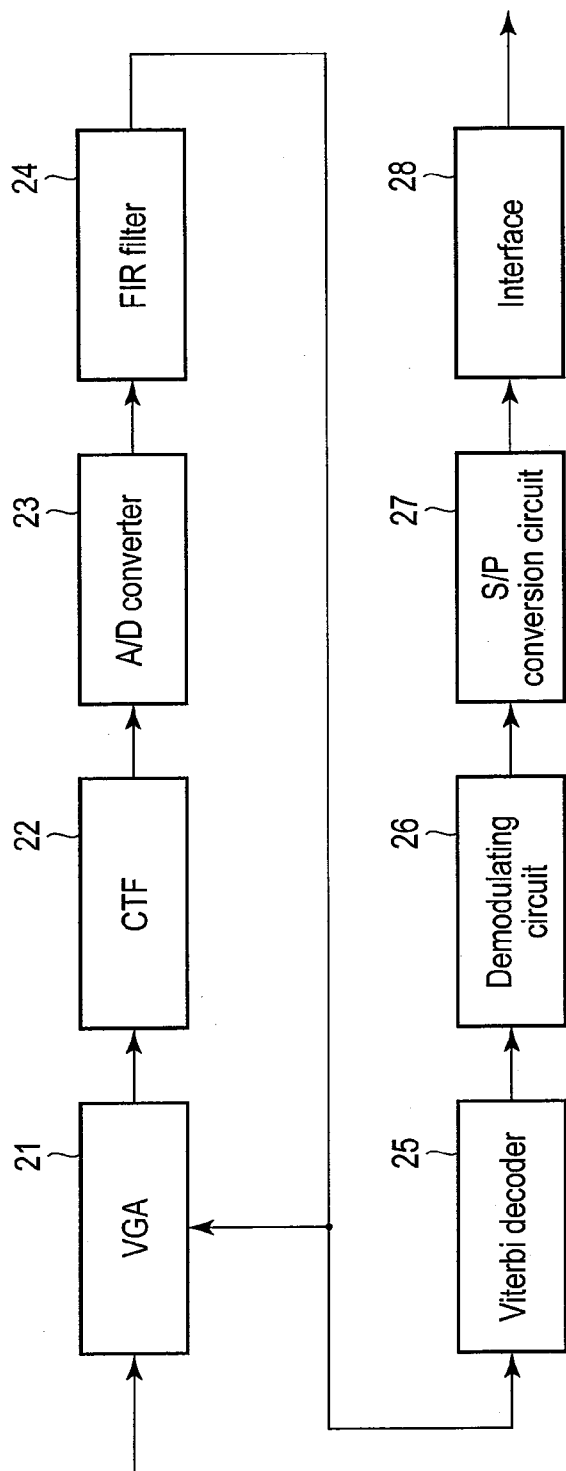 21
VGA
22
CTF
23
A/D converter
24
FIR filter
25
Viterbi decoder
26
Demodulating
circuit
27
S/P
conversion circuit
28
Interface